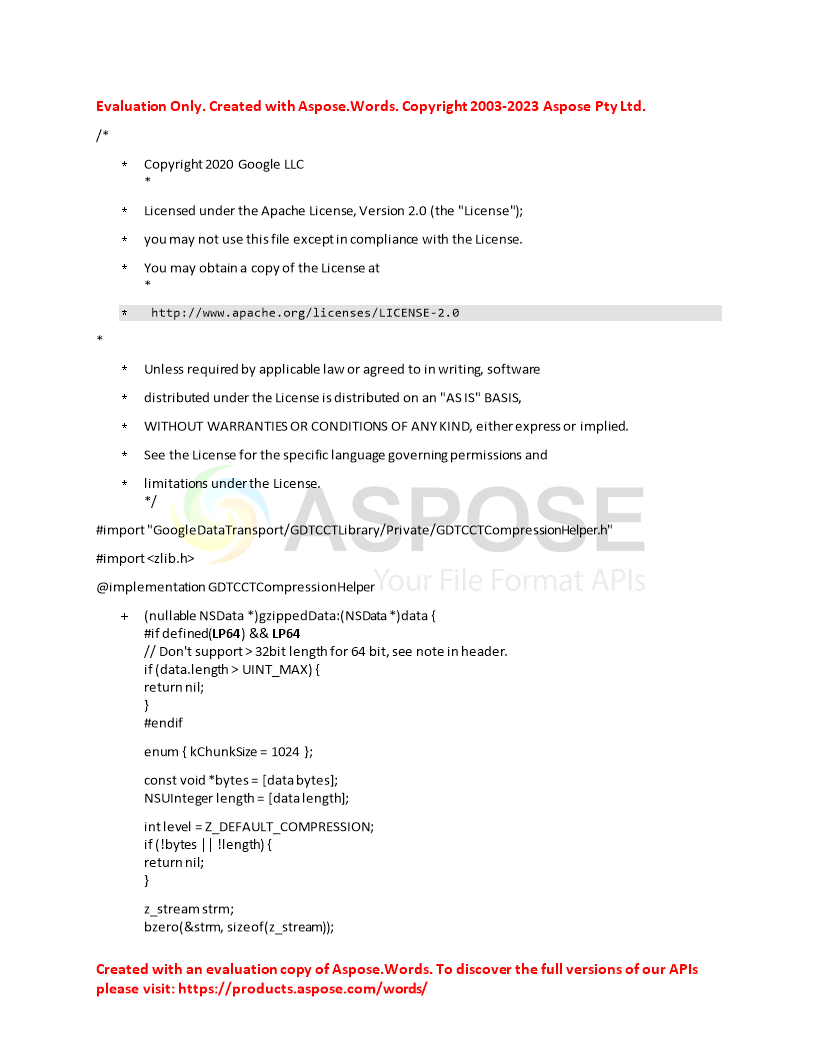 Evaluation Only. Created with Aspose.Words. Copyright 2003-2023 Aspose Pty Ltd.
/*
* Copyright 2020 Google LLC
*
* Licensed under the Apache License, Version 2.0 (the "License");
* you may not use this file except in compliance with the License.
* You may obtain a copy of the License at
*
* http://www.apache.org/licenses/LICENSE-2.0
*
* Unless required by applicable law or agreed to in writing, software
* distributed under the License is distributed on an "AS IS" BASIS,
* WITHOUT WARRANTIES OR CONDITIONS OF ANY KIND, either express or implied.
* See the License for the specific language governing permissions and
* limitations under the License.
*/
ASPOSE
#import "GoogleDataTransport/GDTCCTLibrary/Private/GDTCCTCompressionHelper.h"
#import <zlib.h>
@implementation GDTCCTCompressionHelper
Your File Format APIs
+ (nullable NSData *)gzippedData:(NSData *)data {
#if defined(LP64) && LP64
// Don't support > 32bit length for 64 bit, see note in header.
if (data.length > UINT_MAX) {
return nil;
}
#endif
enum { kChunkSize = 1024 };
const void *bytes = [data bytes];
NSUInteger length = [data length];
int level = Z_DEFAULT_COMPRESSION;
if (!bytes || !length) {
return nil;
}
z_stream strm;
bzero(&strm, sizeof(z_stream));
Created with an evaluation copy of Aspose.Words. To discover the full versions of our APIs
please visit: https://products.aspose.com/words/